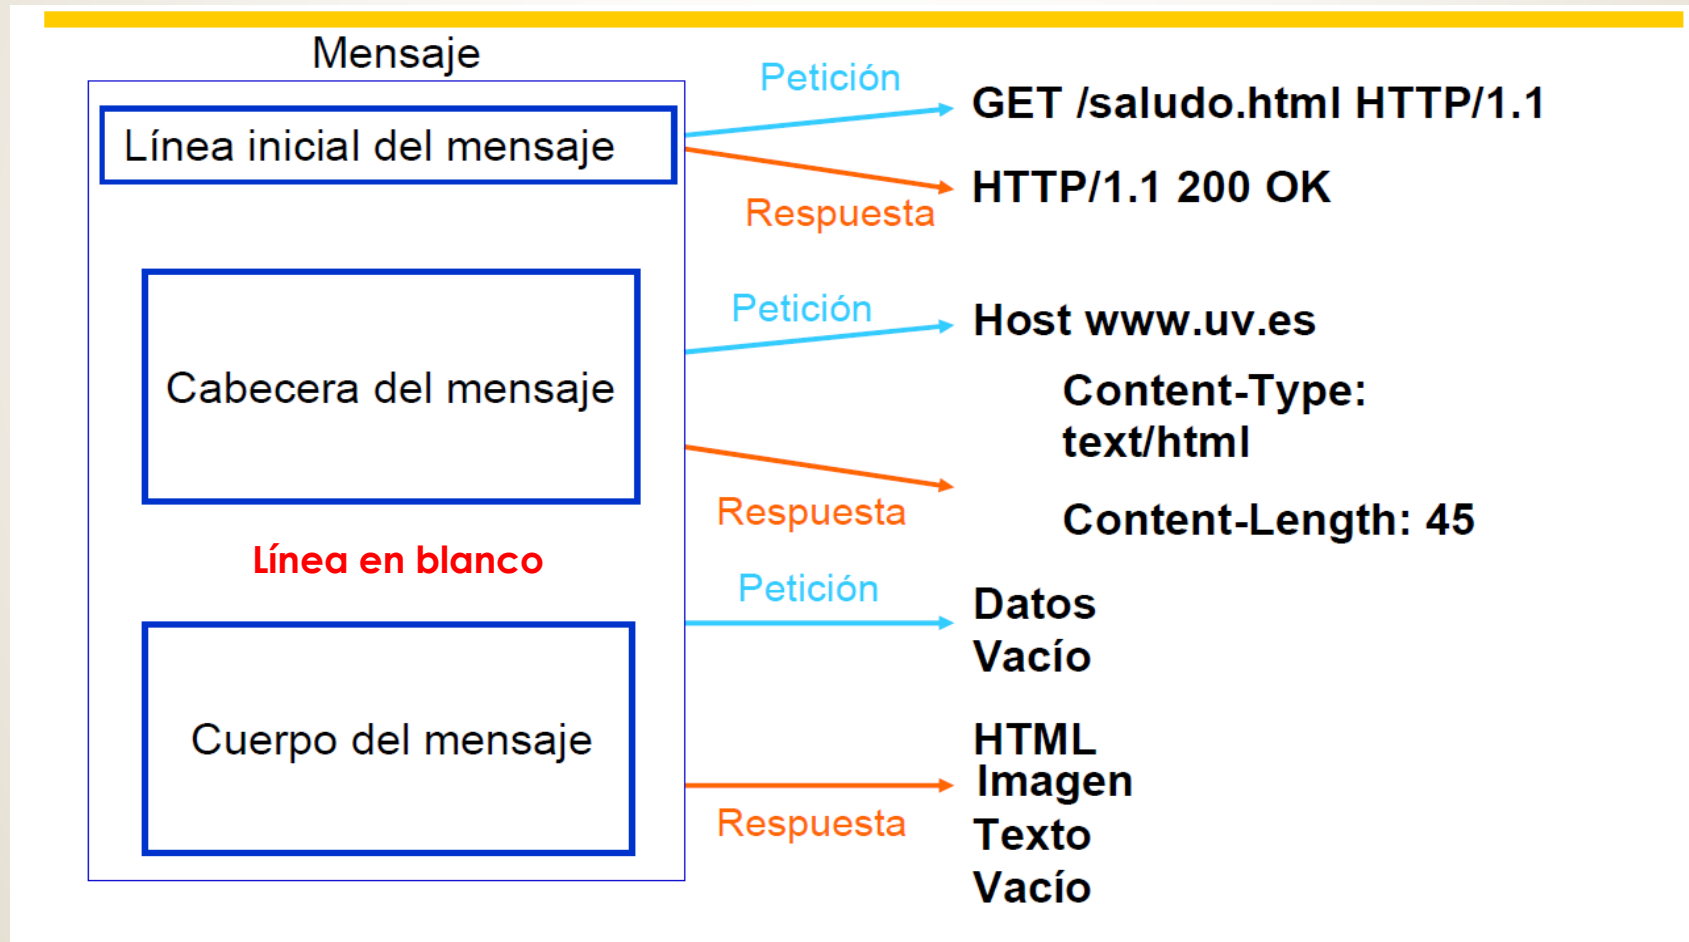 Mensaje
Línea inicial del mensaje
Petición
GET /saludo.html HTTP/1.1
Respuesta
HTTP/1.1 200 OK
Cabecera del mensaje
Petición
Host www.uv.es
Respuesta
Content-Type:
text/html
Content-Length: 45
Línea en blanco
Cuerpo del mensaje
Petición
Datos
Vacío
Respuesta
HTML
Imagen
Texto
Vacío